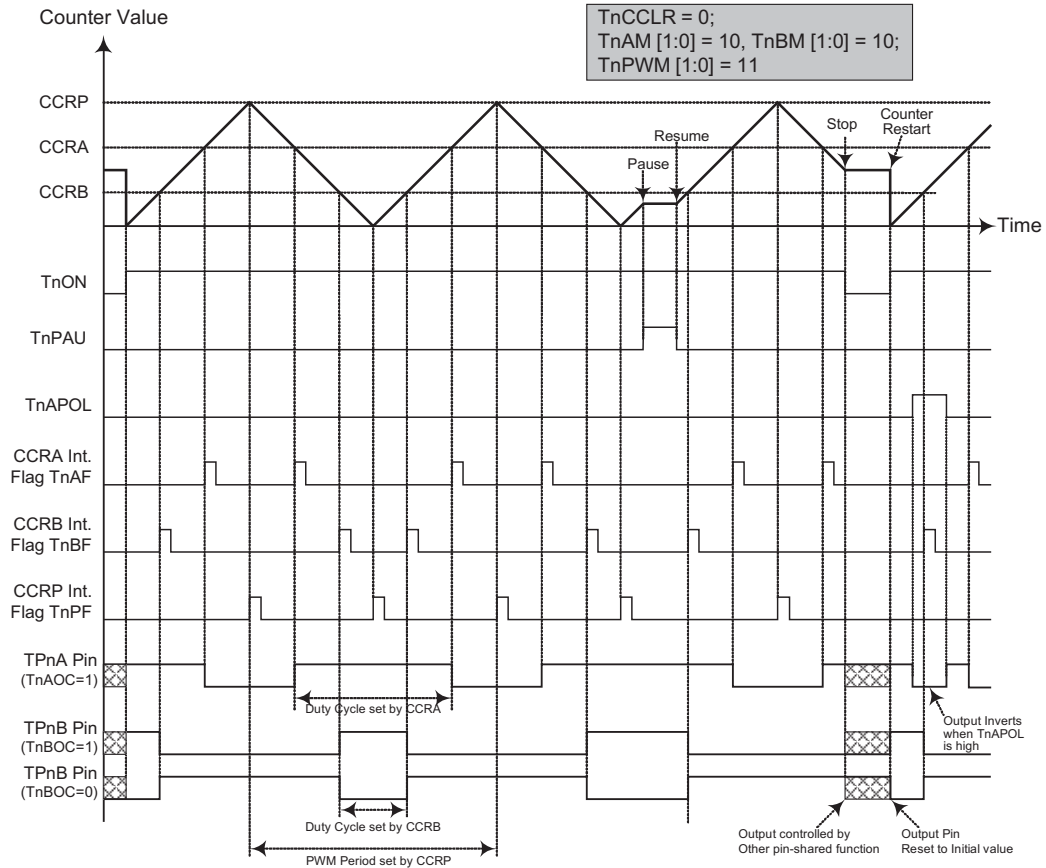 Counter Value
TnCCLR = 0;
TnAM [1:0] = 10, TnBM [1:0] = 10;
TnPWM [1:0] = 11
CCRP
CCRA
CCRB
Pause
Resume
Stop
Counter
Restart
Time
TnON
TnPAU
TnAPOL
CCRA Int.
Flag TnAF
CCRB Int.
Flag TnBF
CCRP Int.
Flag TnPF
TPnA Pin
(TnAOC=1)
Duty Cycle set by CCRA
Output Inverts
when TnAPOL
is high
TPnB Pin
(TnBOC=1)
TPnB Pin
(TnBOC=0)
Duty Cycle set by CCRB
PWM Period set by CCRP
Output controlled by
Other pin-shared function
Output Pin
Reset to Initial value